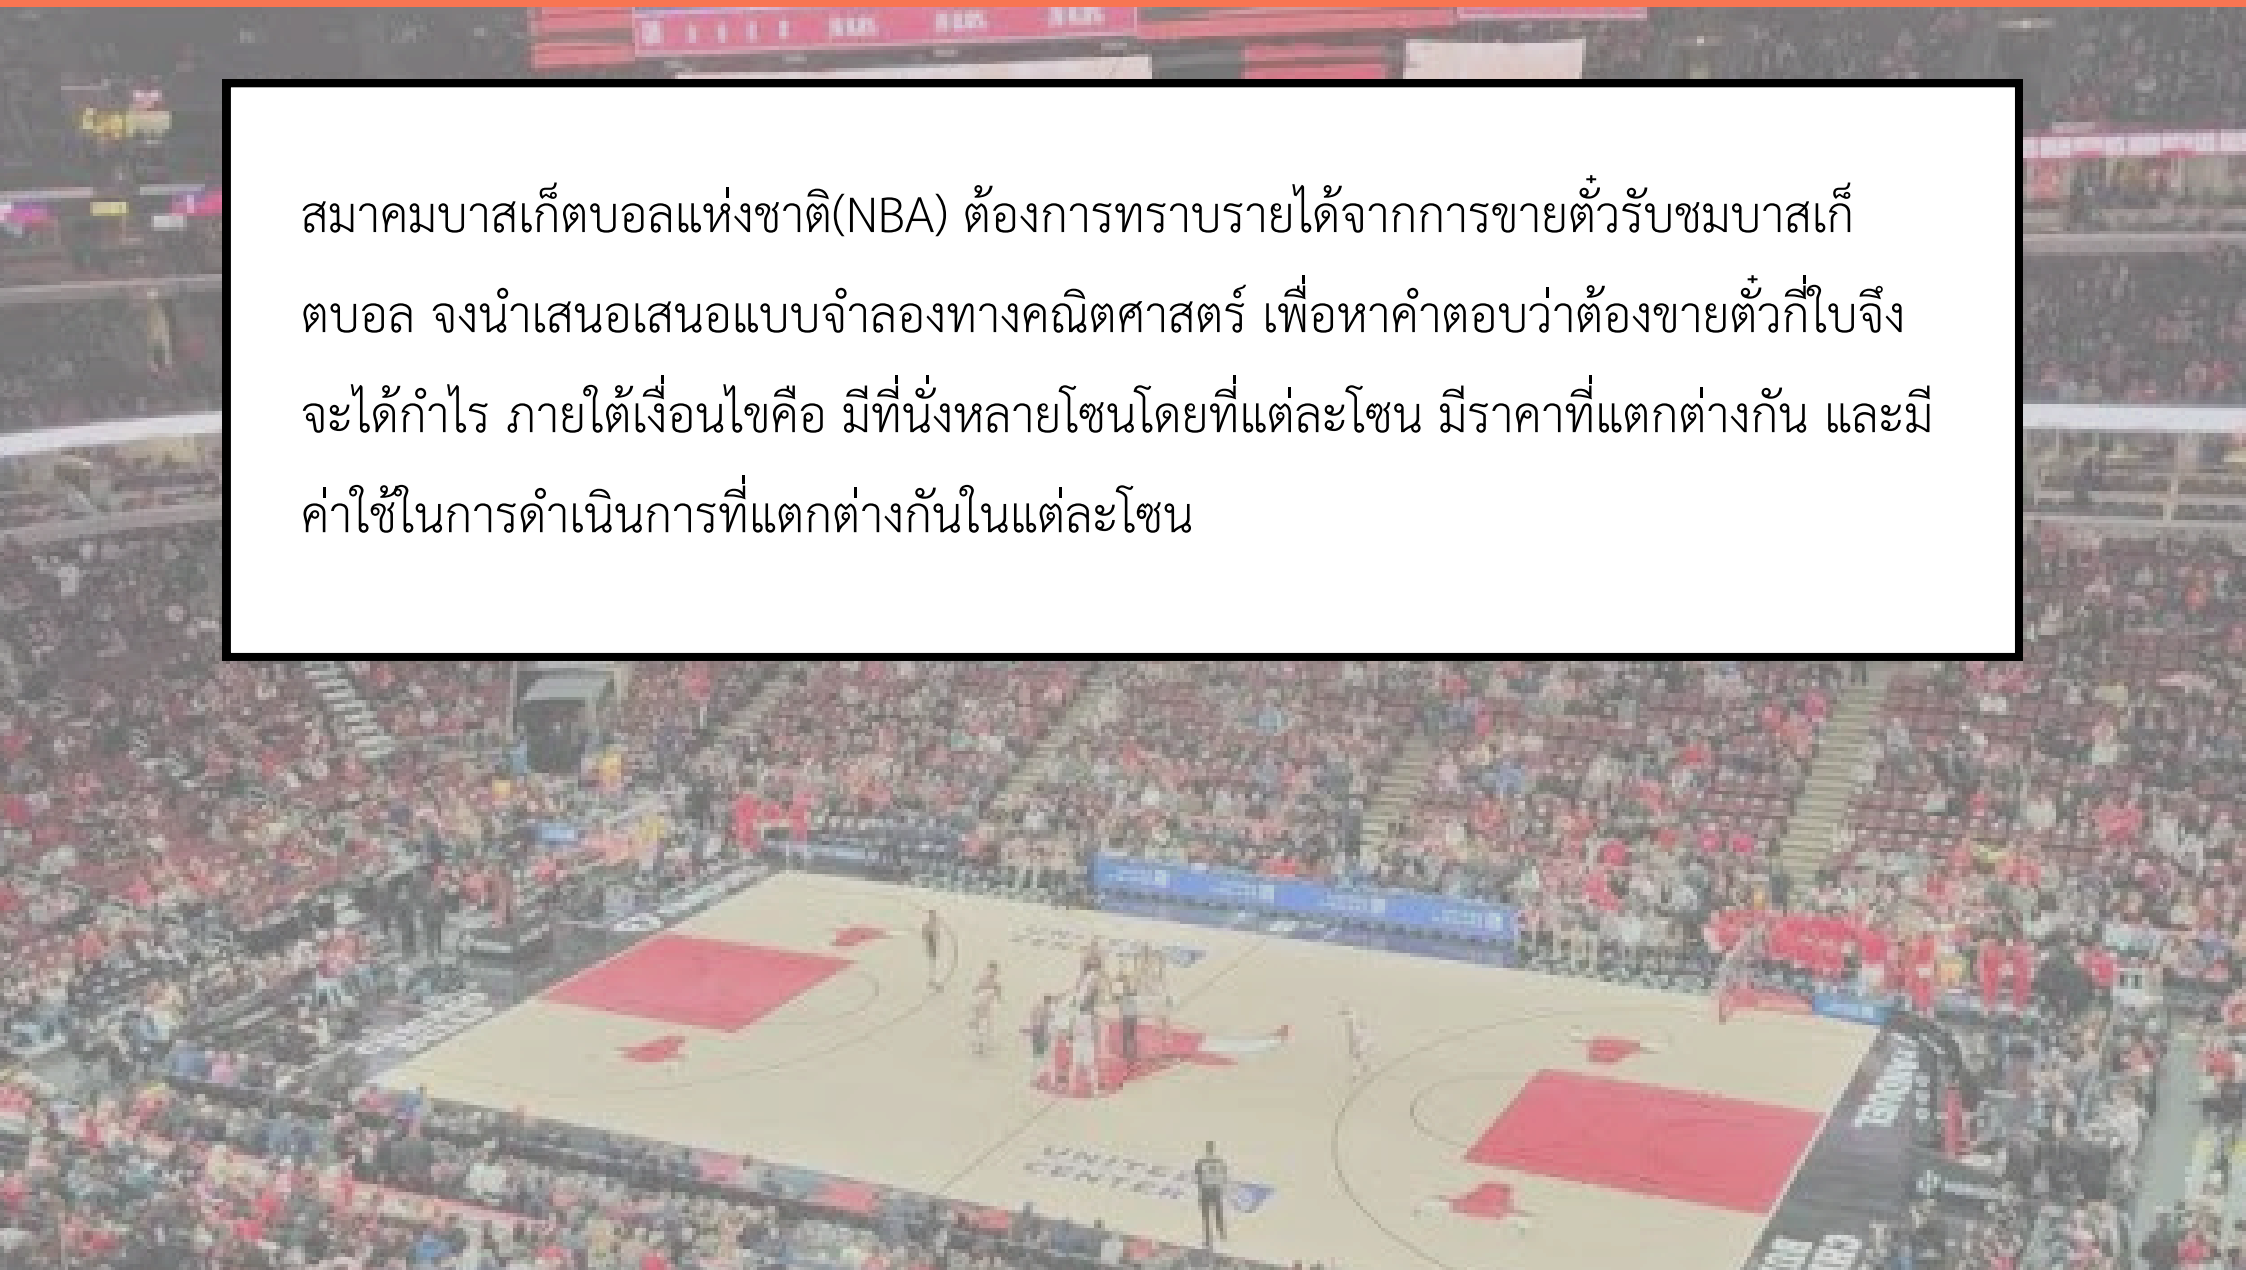 สมาคมบาสเก็ตบอลแห่งชาติ(NBA) ต้องการทราบรายได้จากการขายตั๋วรับชมบาสเก็
ตบอล จงนำเสนอเสนอแบบจำลองทางคณิตศาสตร์ เพื่อหาคำตอบว่าต้องขายตั๋วกี่ใบจึง
จะได้กำไร ภายใต้เงื่อนไขคือ มีที่นั่งหลายโซนโดยที่แต่ละโซน มีราคาที่แตกต่างกัน และมี
ค่าใช้ในการดำเนินการที่แตกต่างกันในแต่ละโซน
UNITED
CENTER